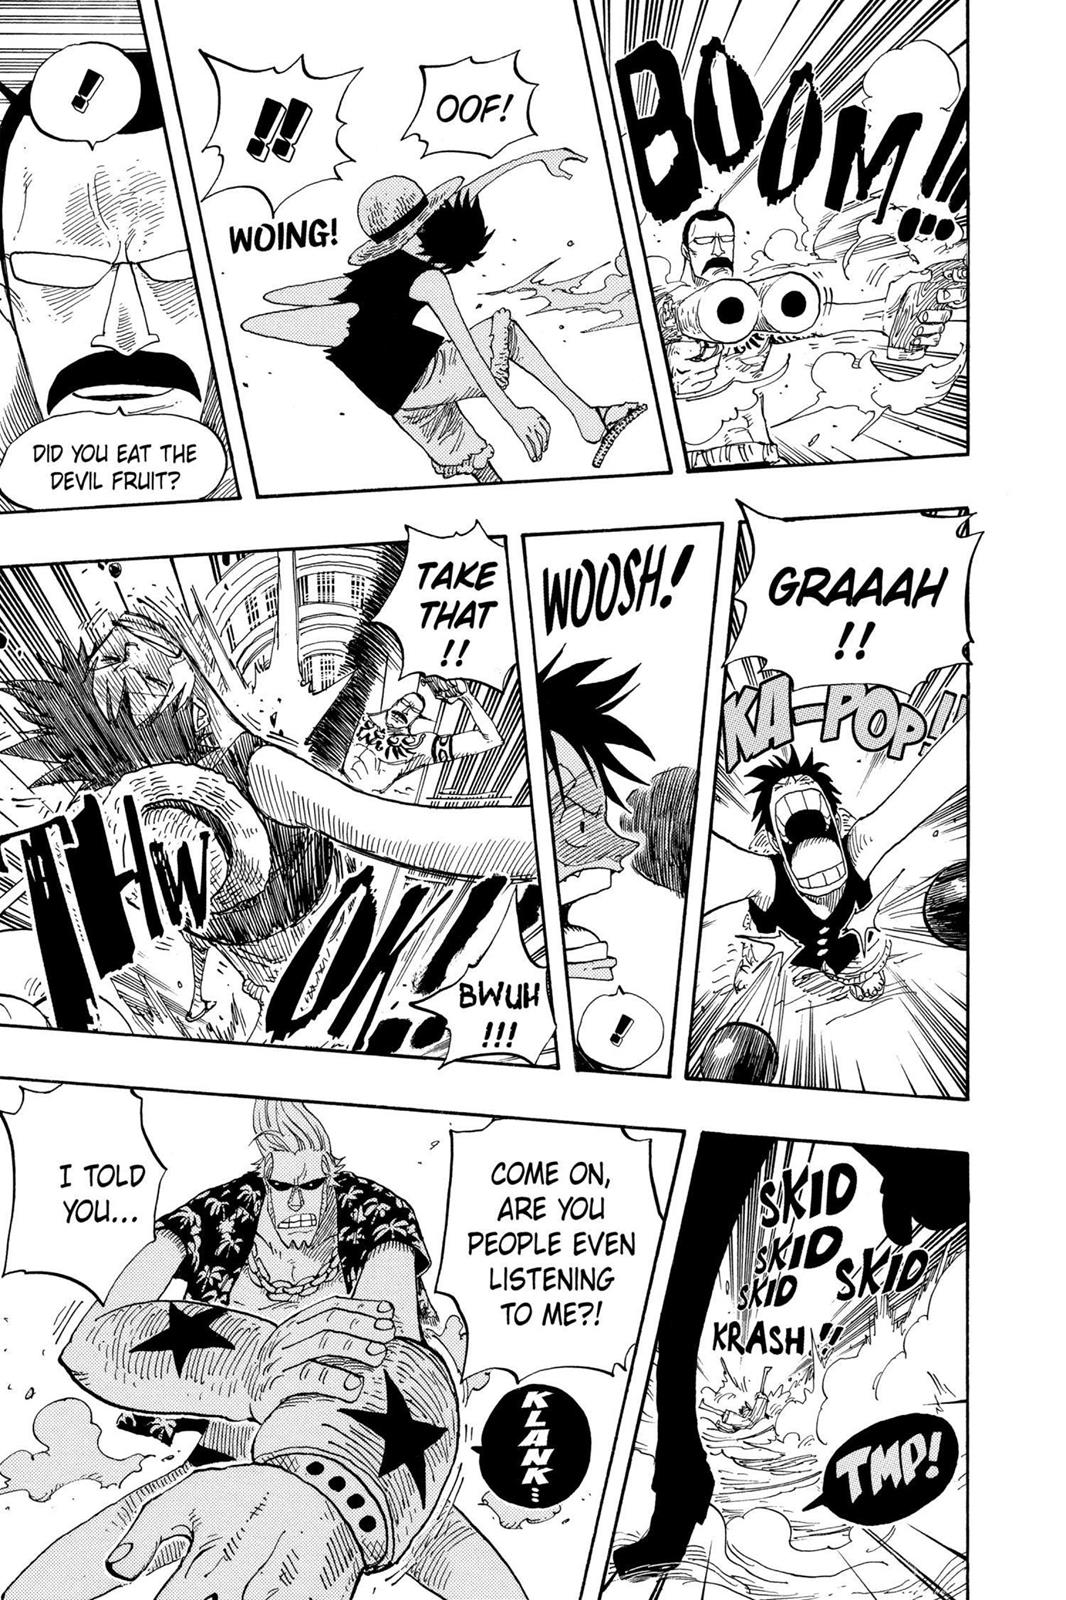 BOOM!!!
OOF!
!!
WOING!
!
DID YOU EAT THE
DEVIL FRUIT?
GRAAAH
!!
KA-POP!!
WOOSH!
!
TAKE
THAT
!!
THWOK!!
BWUH
!!!
SKID
SKID
SKID
SKID
KRASH!!
TMP!
COME ON,
ARE YOU
PEOPLE EVEN
LISTENING
TO ME?!
KLANK...
I TOLD
YOU...